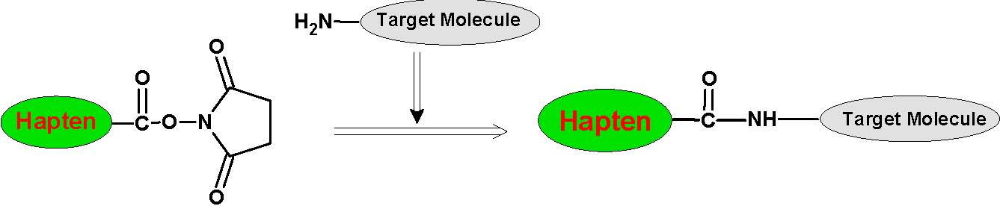 H₂N
Target Molecule
O
O
Hapten
C
O
N
O
Hapten
O
C
NH
Target Molecule